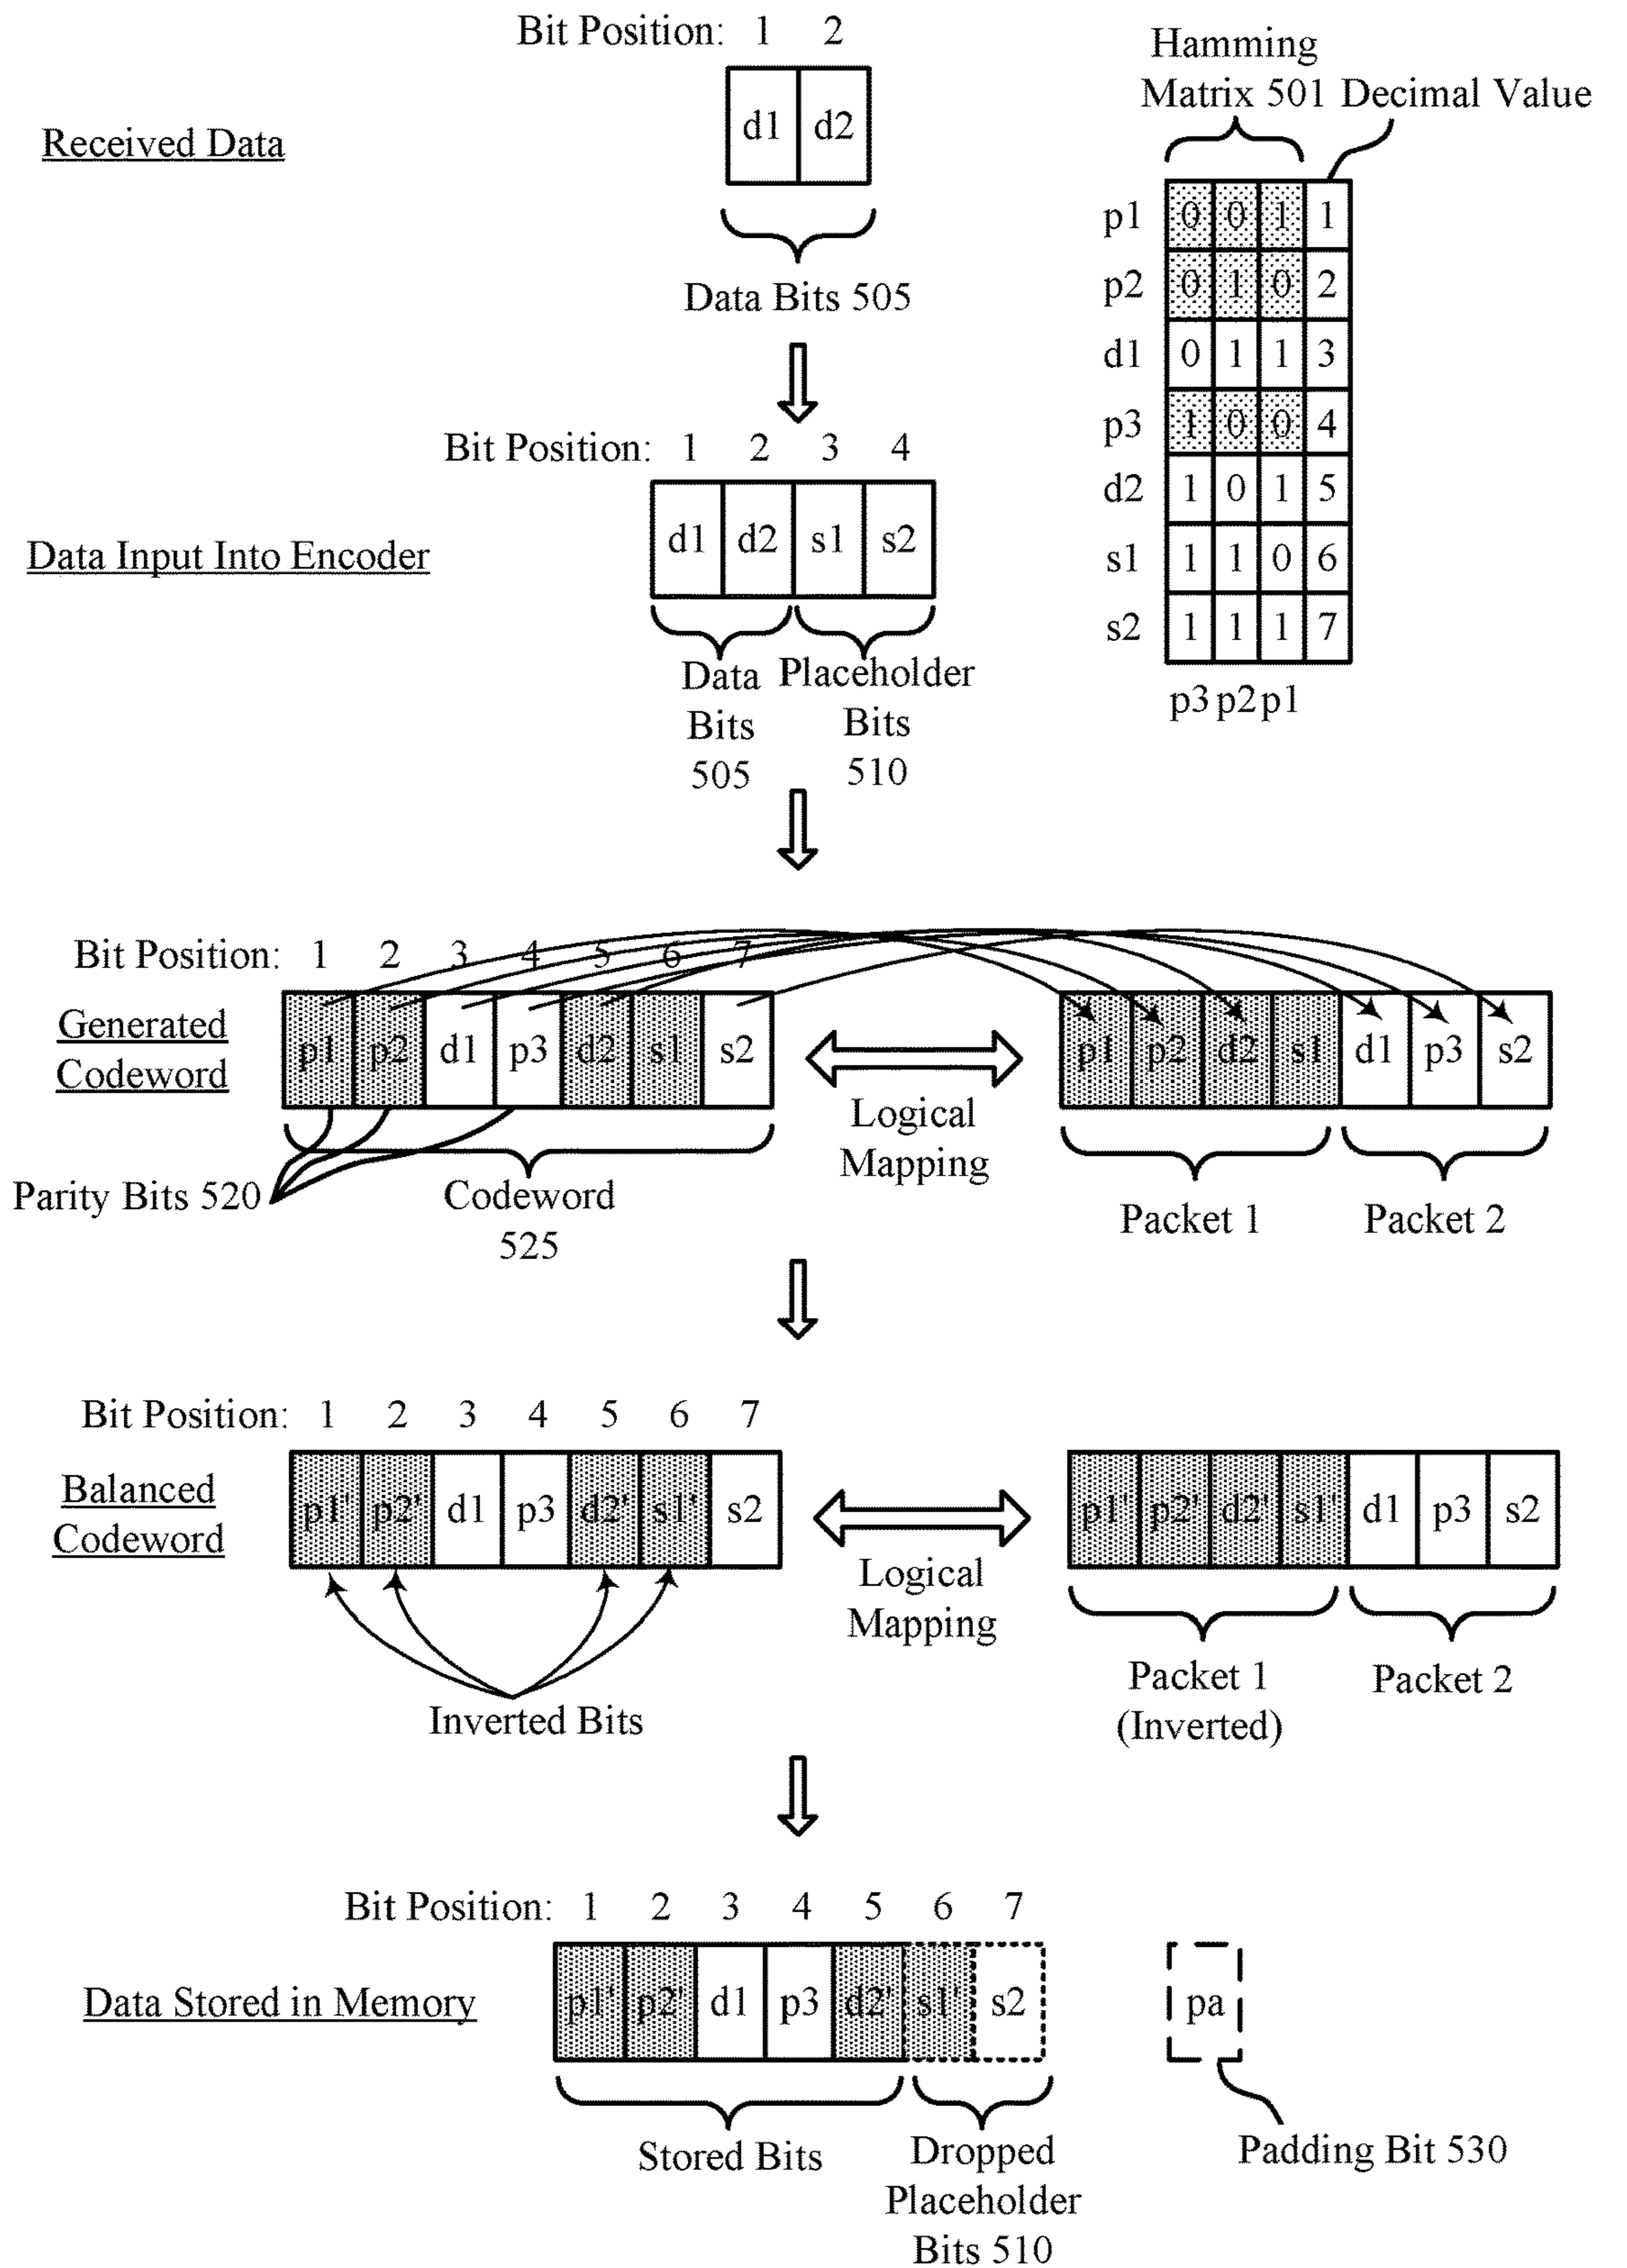 Bit Position: 1 2
Hamming
Matrix 501 Decimal Value
Received Data
d1 d2
Data Bits 505
p1 0 0 1 1
p2 0 1 0 2
d1 0 1 1 3
p3 1 0 0 4
d2 1 0 1 5
s1 1 1 0 6
s2 1 1 1 7
p3 p2 p1
Bit Position: 1 2 3 4
Data Input Into Encoder
d1 d2 s1 s2
Data
Bits
505
Placeholder
Bits
510
Bit Position: 1 2 3 4 5 6 7
Generated
Codeword
p1 p2 d1 p3 d2 s1 s2
Logical
Mapping
p1 p2 d2 s1 d1 p3 s2
Parity Bits 520
Codeword
525
Packet 1
Packet 2
Bit Position: 1 2 3 4 5 6 7
Balanced
Codeword
p1' p2' d1 p3 d2' s1' s2
Logical
Mapping
p1' p2' d2' s1' d1 p3 s2
Inverted Bits
Packet 1
(Inverted)
Packet 2
Bit Position: 1 2 3 4 5 6 7
Data Stored in Memory
p1' p2' d1 p3 d2' s1' s2
pa
Stored Bits
Dropped
Placeholder
Bits 510
Padding Bit 530